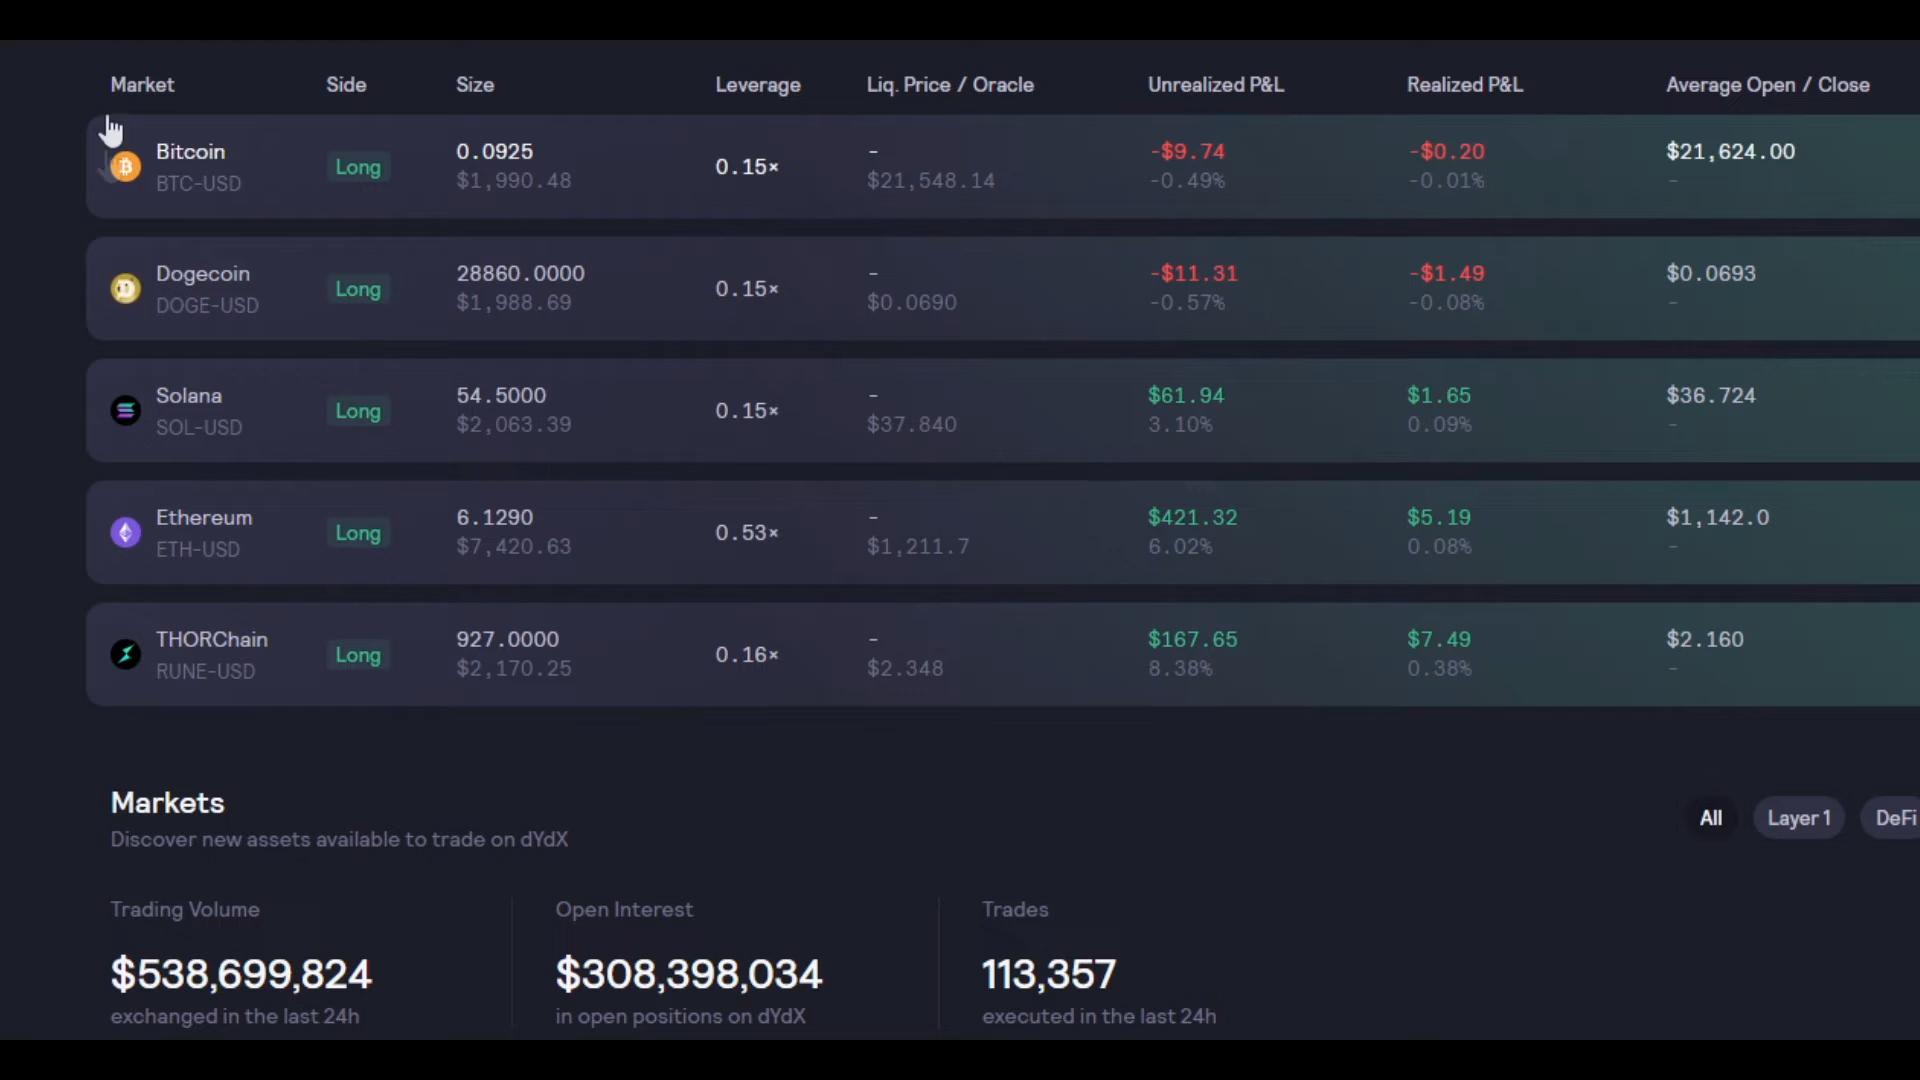 Market Side Size Leverage Liq. Price / Oracle Unrealized P&L Realized P&L Average Open / Close
Bitcoin Long 0.0925 0.15× - -$9.74 -$0.20 $21,624.00
BTC-USD $1,990.48 $21,548.14 -0.49% -0.01% -
Dogecoin Long 28860.0000 0.15× - -$11.31 -$1.49 $0.0693
DOGE-USD $1,988.69 $0.0690 -0.57% -0.08% -
Solana Long 54.5000 0.15× - $61.94 $1.65 $36.724
SOL-USD $2,063.39 $37.840 3.10% 0.09% -
Ethereum Long 6.1290 0.53× - $421.32 $5.19 $1,142.0
ETH-USD $7,420.63 $1,211.7 6.02% 0.08% -
THORChain Long 927.0000 0.16× - $167.65 $7.49 $2.160
RUNE-USD $2,170.25 $2.348 8.38% 0.38% -
Markets
Discover new assets available to trade on dYdX
All Layer 1 DeFi
Trading Volume Open Interest Trades
$538,699,824 $308,398,034 113,357
exchanged in the last 24h in open positions on dYdX executed in the last 24h